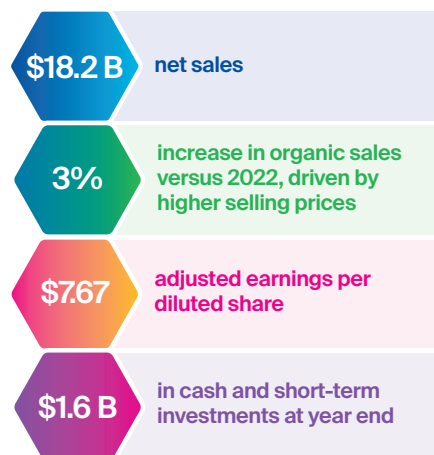 $18.2 B
net sales
3%
increase in organic sales
versus 2022, driven by
higher selling prices
$7.67
adjusted earnings per
diluted share
$1.6 B
in cash and short-term
investments at year end